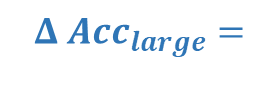 Δ Acc_large =